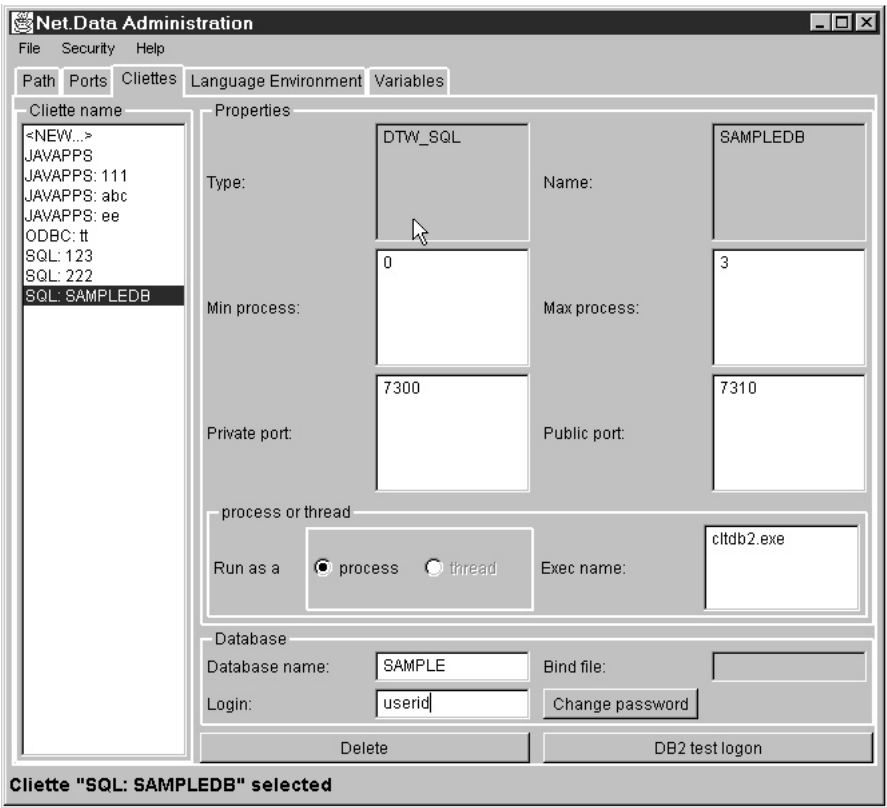 Net.Data Administration
File Security Help
Path Ports Cliettes Language Environment Variables
Cliette name
<NEW...>
JAVAPPS
JAVAPPS: 111
JAVAPPS: abc
JAVAPPS: ee
ODBC: tt
SQL: 123
SQL: 222
SQL: SAMPLEDB
Properties
Type: DTW_SQL Name: SAMPLEDB
Min process: 0 Max process: 3
Private port: 7300 Public port: 7310
process or thread
Run as a process thread Exec name: cltdb2.exe
Database
Database name: SAMPLE Bind file:
Login: userid Change password
Delete DB2 test logon
Cliette "SQL: SAMPLEDB" selected